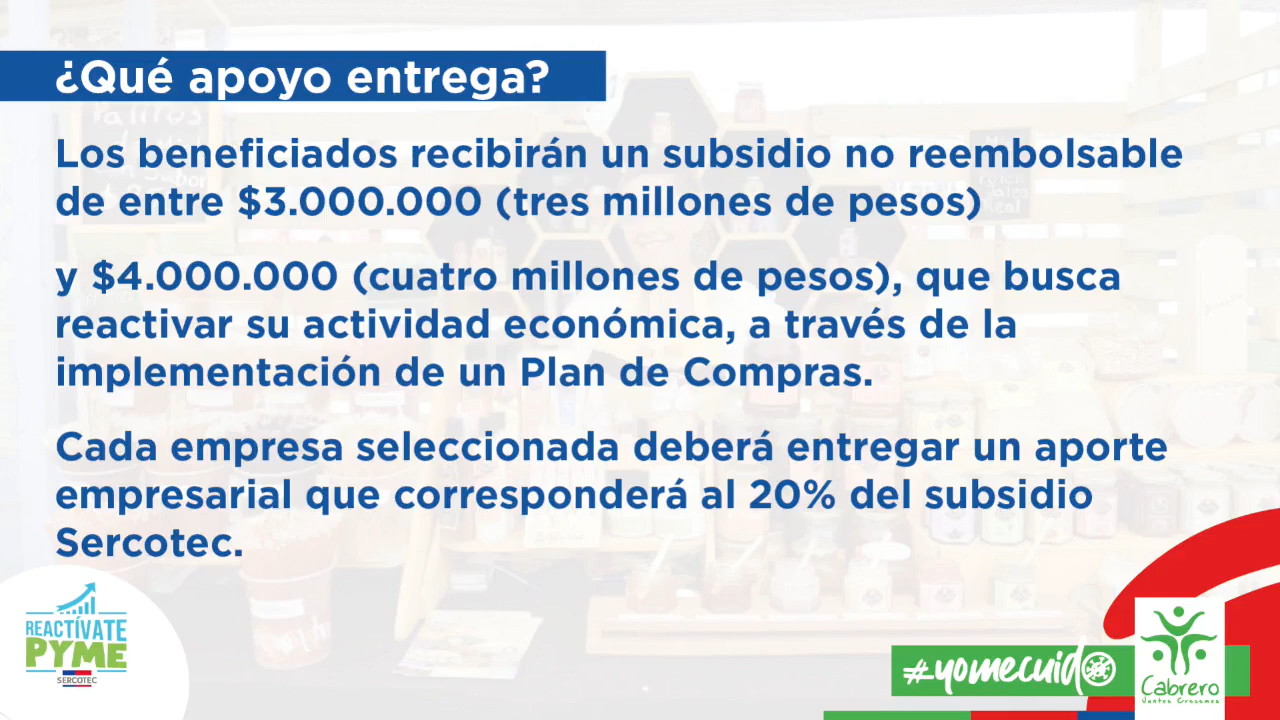 ¿Qué apoyo entrega?
Los beneficiados recibirán un subsidio no reembolsable
de entre $3.000.000 (tres millones de pesos)
y $4.000.000 (cuatro millones de pesos), que busca
reactivar su actividad económica, a través de la
implementación de un Plan de Compras.
Cada empresa seleccionada deberá entregar un aporte
empresarial que corresponderá al 20% del subsidio
Sercotec.
REACTÍVATE
PYME
SERCOTEC
#yomecuido
Cabrero
Juntos Crecemos